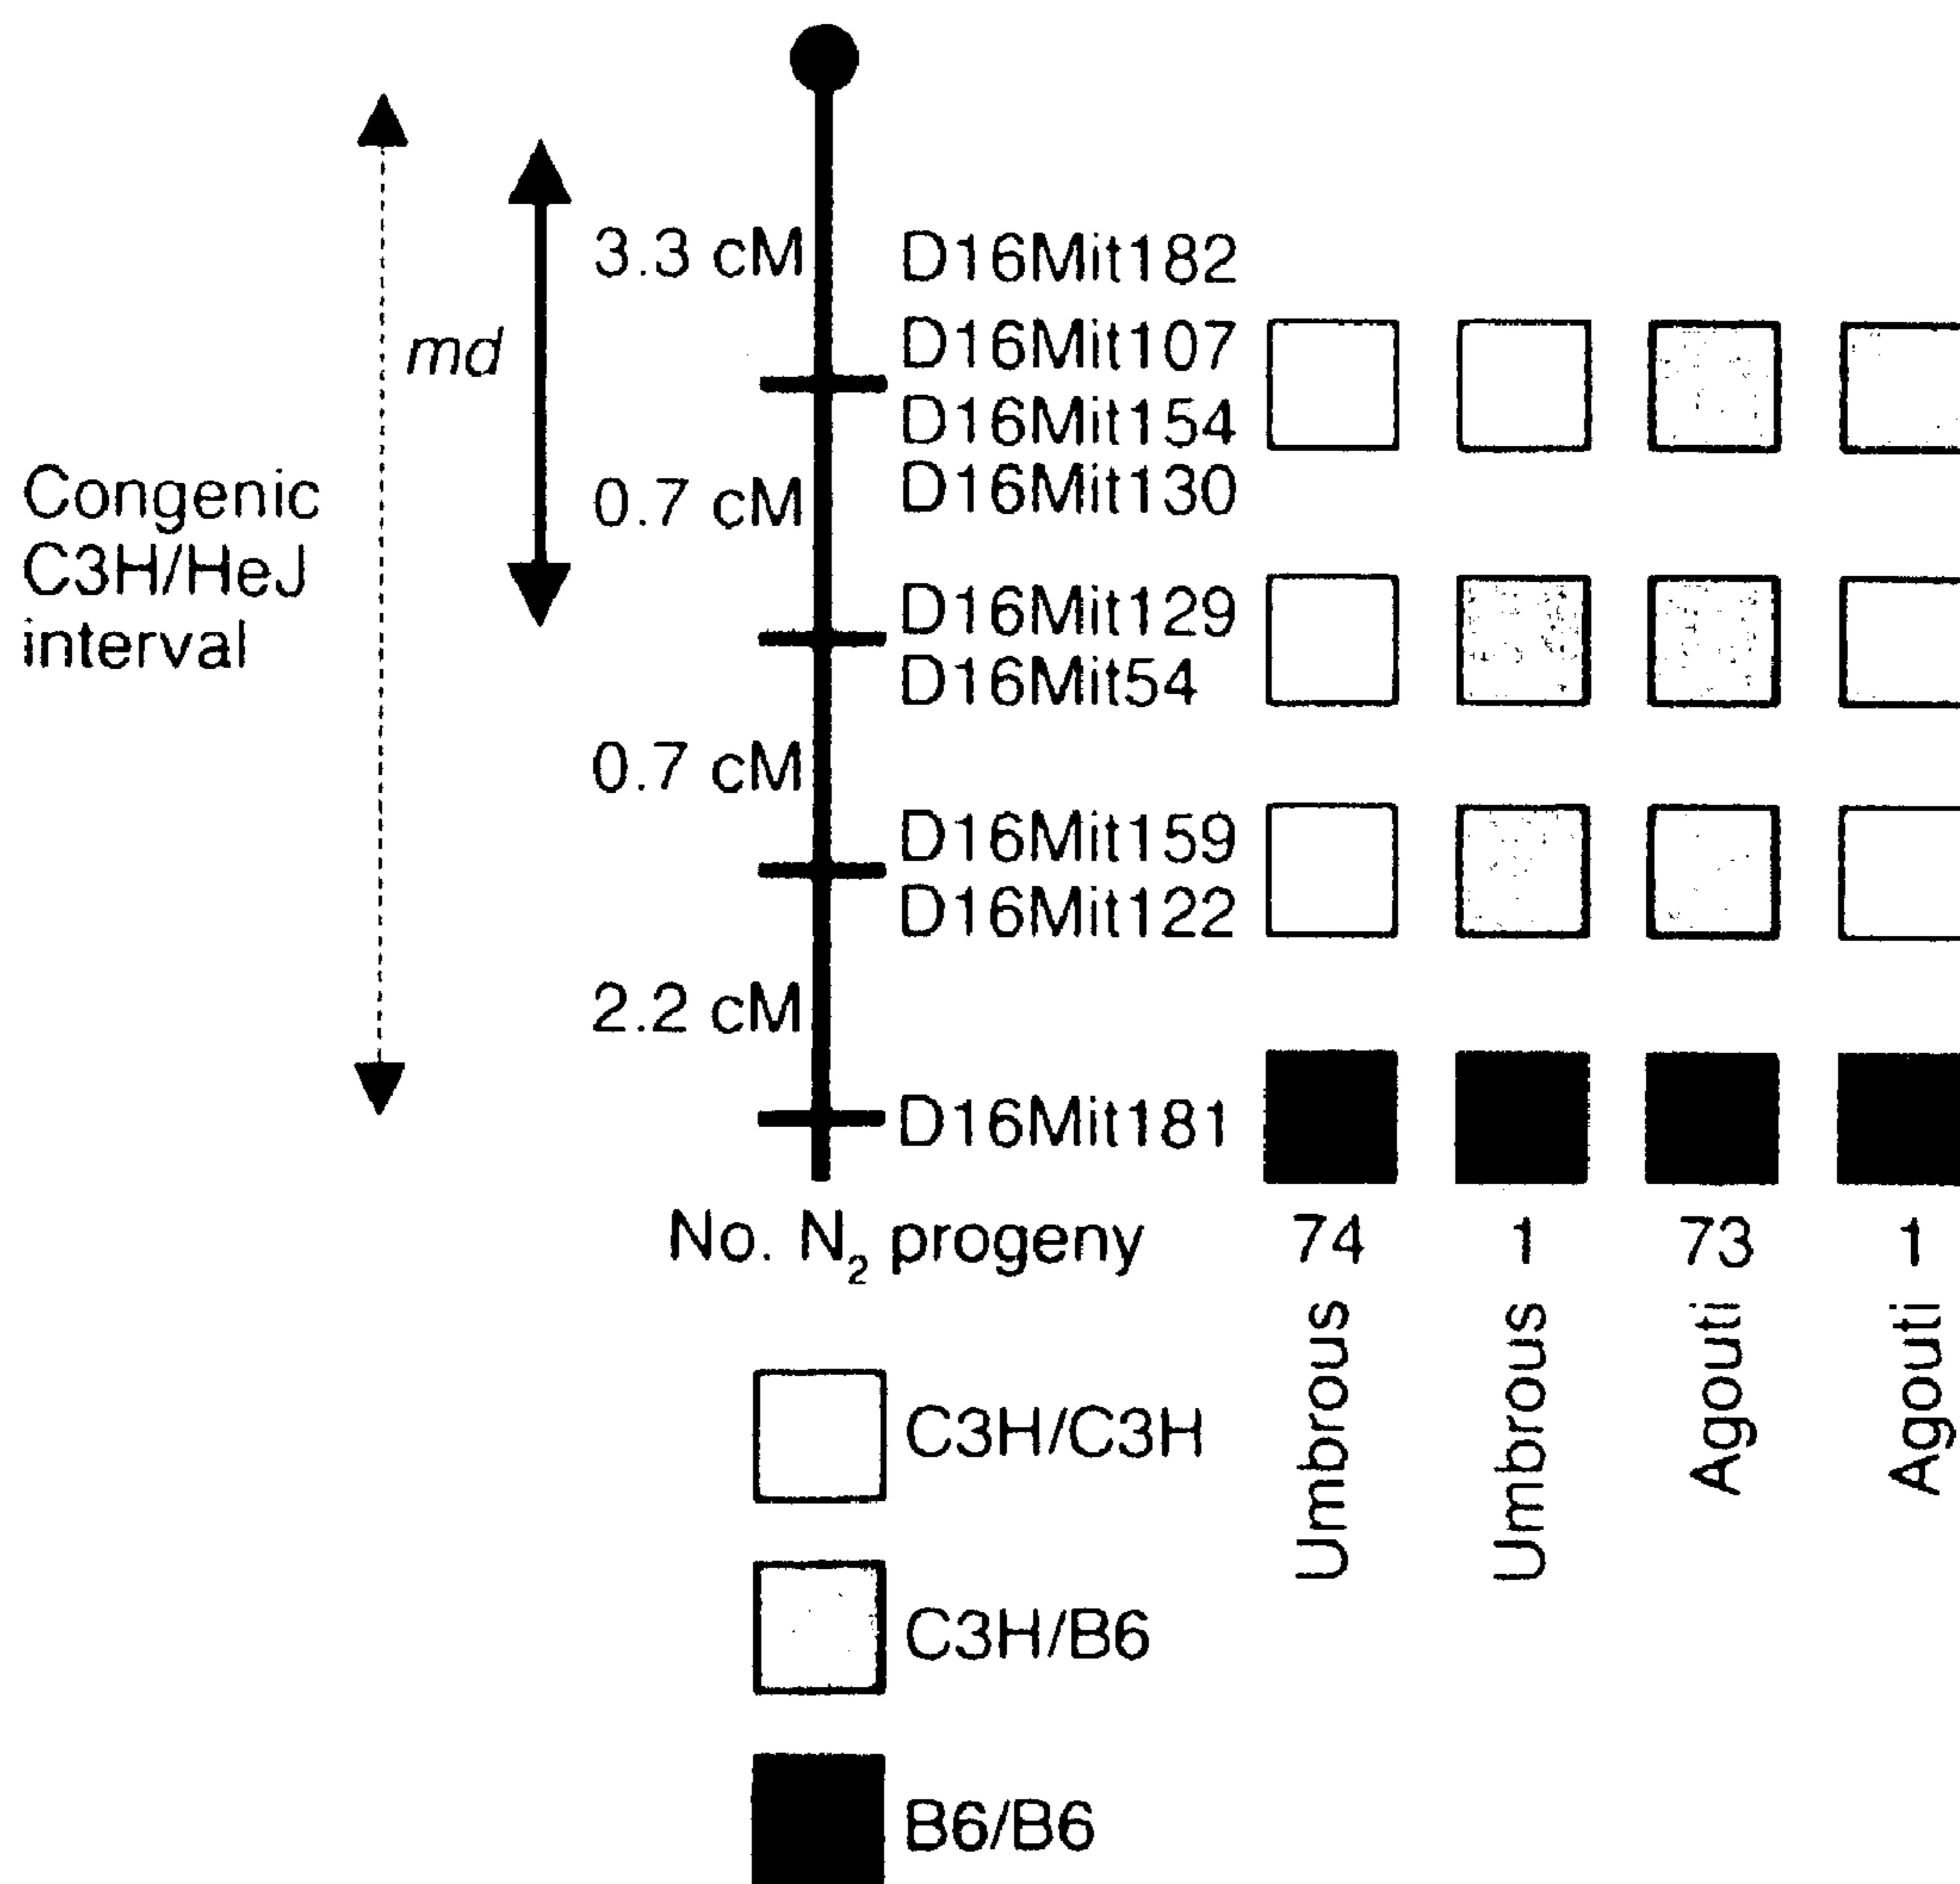 3.3 cM
D16Mit182
D16Mit107
md
D16Mit154
D16Mit130
0.7 cM
Congenic
C3H/HeJ
interval
D16Mit129
D16Mit54
0.7 cM
D16Mit159
D16Mit122
2.2 cM
D16Mit181
No. N₂ progeny 74 1 73 1
Umbrous
Umbrous
Agouti
Agouti
C3H/C3H
C3H/B6
B6/B6